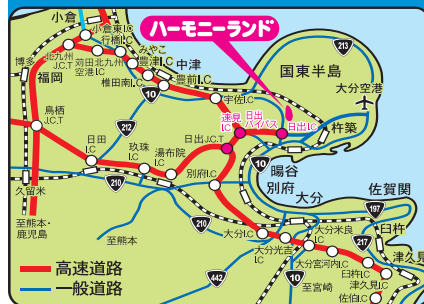 小倉
小倉東I.C
行橋I.C
ハーモニーランド
みやこ
豊津I.C
北九州
J.C.T
苅田
空港I.C
北九州
博多
福岡
椎田南I.C
中津
豊前I.C
10
213
国東半島
大分空港
宇佐I.C
鳥栖
J.C.T
212
速見
I.C
日出
バイパス
日出I.C
杵築
日田
I.C
玖珠
I.C
湯布院
I.C
日出J.C.T
10
暘谷
別府
別府I.C
大分
佐賀関
久留米
210
210
197
臼杵
217
至熊本・
鹿児島
至熊本
大分I.C
大分光吉
I.C
大分米良
I.C
大分宮河内I.C
津久見
臼杵I.C
津久見I.C
佐伯I.C
442
10
至宮崎
高速道路
一般道路